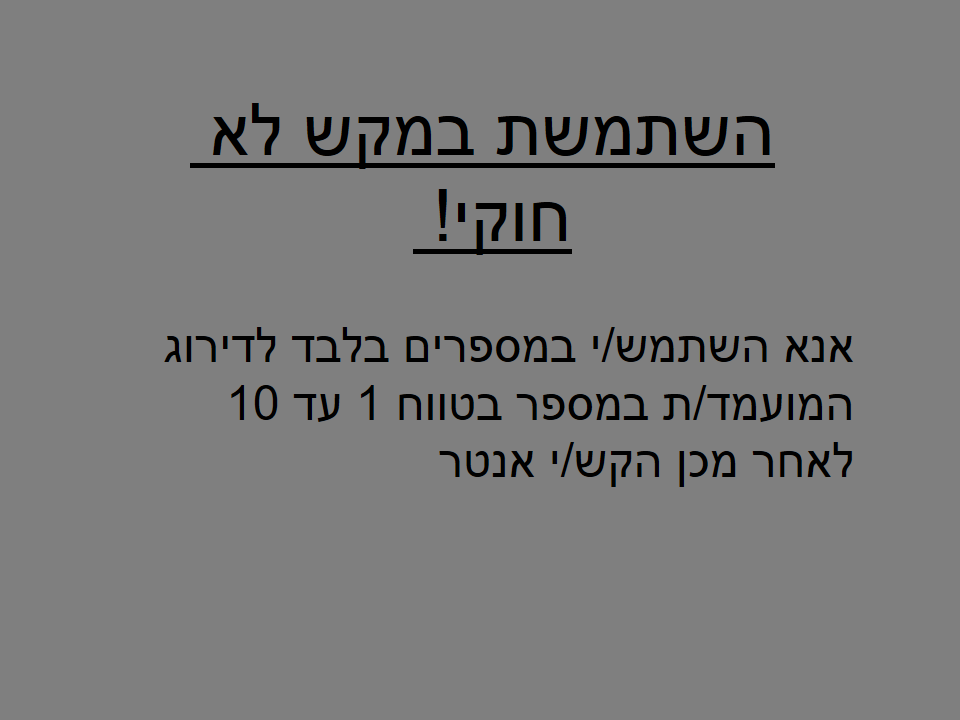 השתמשת במקש לא
חוקי!
אנא השתמש/י במספרים בלבד לדירוג
המועמד/ת במספר בטווח 1 עד 10
לאחר מכן הקש/י אנטר